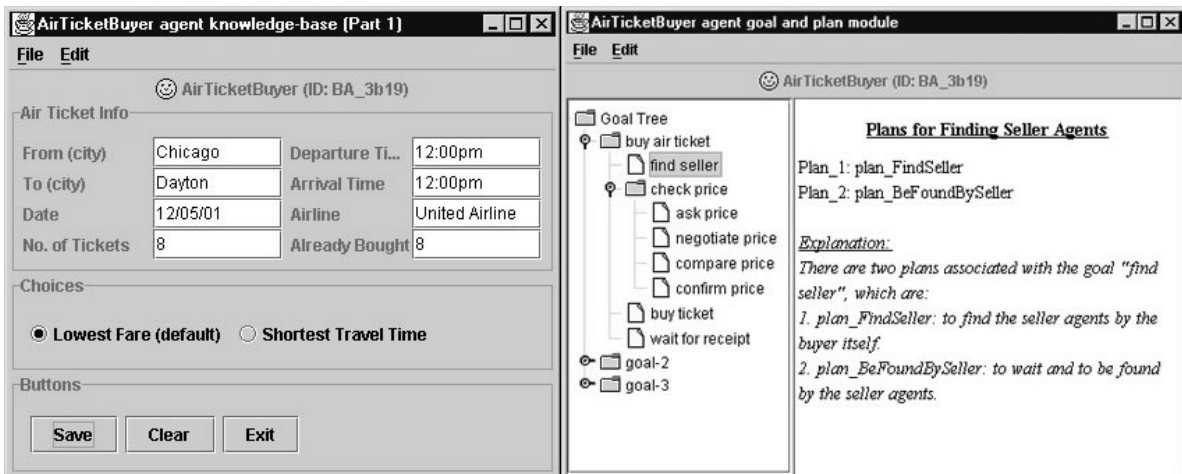 AirTicketBuyer agent knowledge-base (Part 1)
File Edit
AirTicketBuyer (ID: BA_3b19)
Air Ticket Info
From (city) Chicago Departure Ti... 12:00pm
To (city) Dayton Arrival Time 12:00pm
Date 12/05/01 Airline United Airline
No. of Tickets 8 Already Bought 8
Choices
Lowest Fare (default) Shortest Travel Time
Buttons
Save Clear Exit
AirTicketBuyer agent goal and plan module
File Edit
AirTicketBuyer (ID: BA_3b19)
Goal Tree
buy air ticket
find seller
check price
ask price
negotiate price
compare price
confirm price
buy ticket
wait for receipt
goal-2
goal-3
Plans for Finding Seller Agents
Plan_1: plan_FindSeller
Plan_2: plan_BeFoundBySeller
Explanation:
There are two plans associated with the goal "find
seller", which are:
1. plan_FindSeller: to find the seller agents by the
buyer itself.
2. plan_BeFoundBySeller: to wait and to be found
by the seller agents.